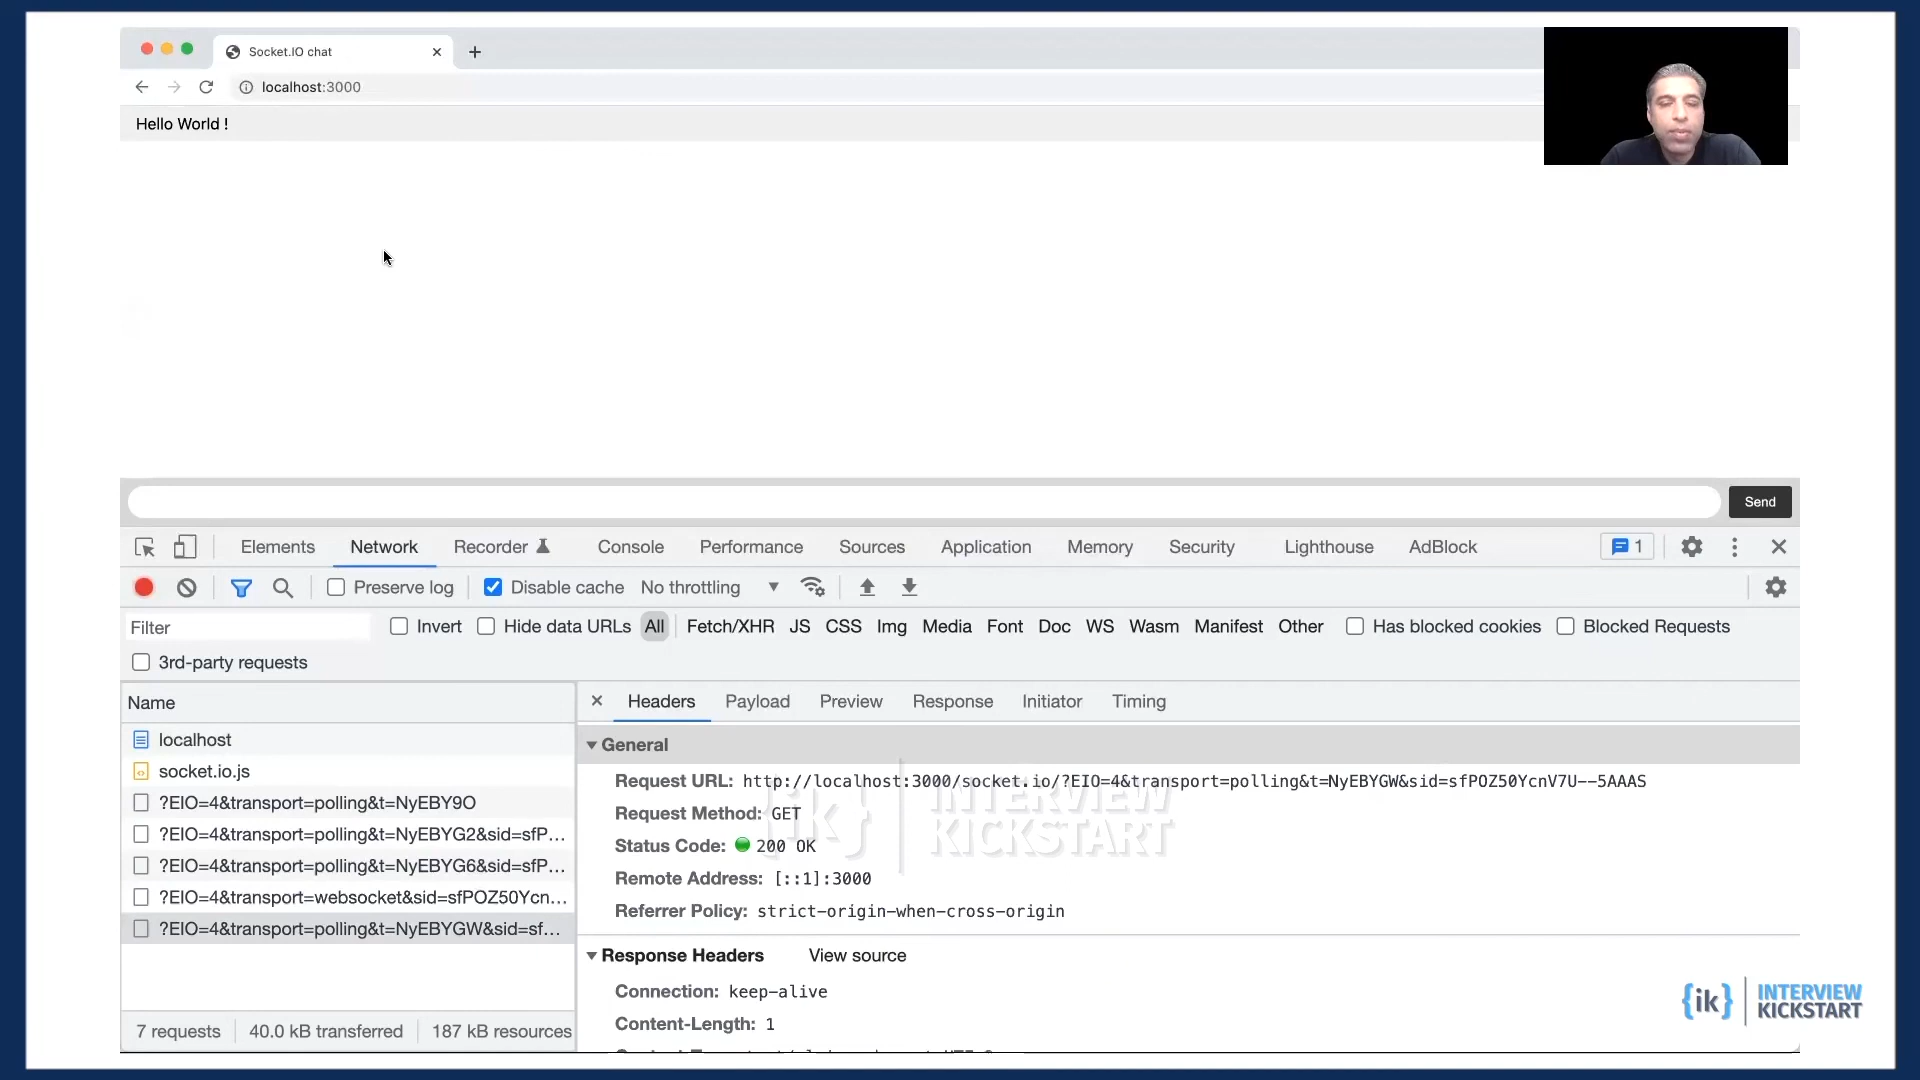 Socket.IO chat
localhost:3000
Hello World !
Send
Elements Network Recorder Console Performance Sources Application Memory Security Lighthouse AdBlock 1
Preserve log Disable cache No throttling
Filter Invert Hide data URLs All Fetch/XHR JS CSS Img Media Font Doc WS Wasm Manifest Other Has blocked cookies Blocked Requests
3rd-party requests
Name
localhost
socket.io.js
?EIO=4&transport=polling&t=NyEBY9O
?EIO=4&transport=polling&t=NyEBYG2&sid=sfP...
?EIO=4&transport=polling&t=NyEBYG6&sid=sfP...
?EIO=4&transport=websocket&sid=sfPOZ50Ycn...
?EIO=4&transport=polling&t=NyEBYGW&sid=sf...
7 requests 40.0 kB transferred 187 kB resources
Headers Payload Preview Response Initiator Timing
General
Request URL: http://localhost:3000/socket.io/?EIO=4&transport=polling&t=NyEBYGW&sid=sfPOZ50YcnV7U--5AAAS
Request Method: GET
Status Code: 200 OK
Remote Address: [::1]:3000
Referrer Policy: strict-origin-when-cross-origin
Response Headers View source
Connection: keep-alive
Content-Length: 1
{ik} INTERVIEW
KICKSTART
{ik} INTERVIEW
KICKSTART